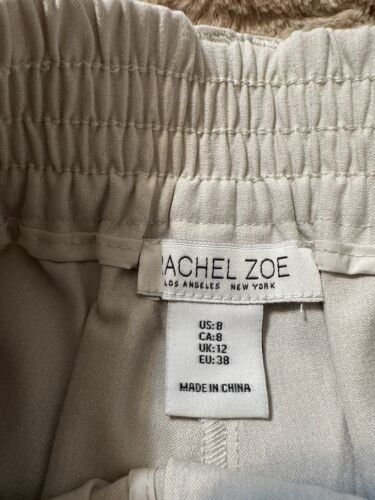 RACHEL ZOE
LOS ANGELES NEW YORK
US: 8
CA: 8
UK: 12
EU: 38
MADE IN CHINA